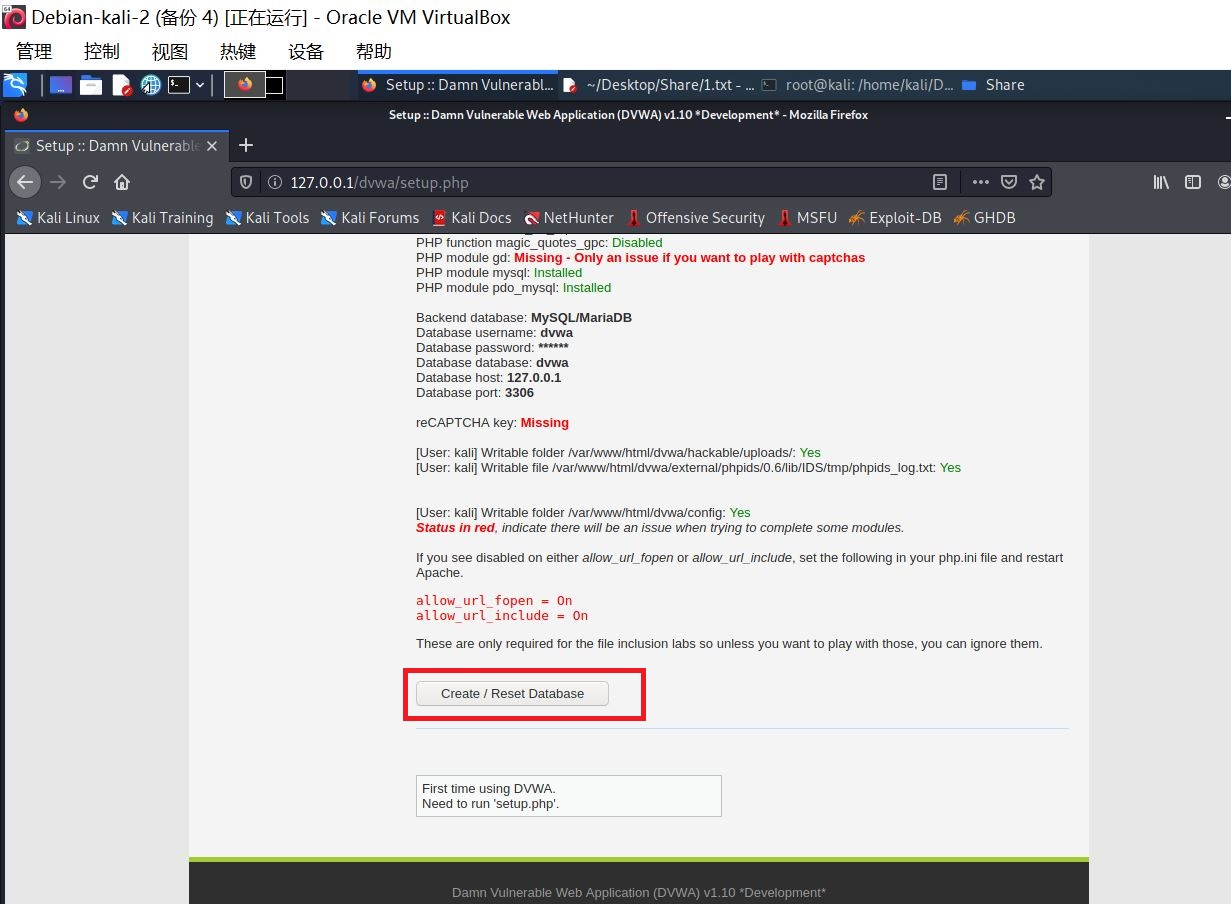 Debian-kali-2 (备份 4) [正在运行] - Oracle VM VirtualBox
管理 控制 视图 热键 设备 帮助
Setup :: Damn Vulnerabl... ~/Desktop/Share/1.txt - ... root@kali: /home/kali/D... Share
Setup :: Damn Vulnerable Web Application (DVWA) v1.10 *Development* - Mozilla Firefox
Setup :: Damn Vulnerable
127.0.0.1/dvwa/setup.php
Kali Linux Kali Training Kali Tools Kali Forums Kali Docs NetHunter Offensive Security MSFU Exploit-DB GHDB
PHP function magic_quotes_gpc: Disabled
PHP module gd: Missing - Only an issue if you want to play with captchas
PHP module mysql: Installed
PHP module pdo_mysql: Installed
Backend database: MySQL/MariaDB
Database username: dvwa
Database password: ******
Database database: dvwa
Database host: 127.0.0.1
Database port: 3306
reCAPTCHA key: Missing
[User: kali] Writable folder /var/www/html/dvwa/hackable/uploads/: Yes
[User: kali] Writable file /var/www/html/dvwa/external/phpids/0.6/lib/IDS/tmp/phpids_log.txt: Yes
[User: kali] Writable folder /var/www/html/dvwa/config: Yes
Status in red, indicate there will be an issue when trying to complete some modules.
If you see disabled on either allow_url_fopen or allow_url_include, set the following in your php.ini file and restart
Apache.
allow_url_fopen = On
allow_url_include = On
These are only required for the file inclusion labs so unless you want to play with those, you can ignore them.
Create / Reset Database
First time using DVWA.
Need to run 'setup.php'.
Damn Vulnerable Web Application (DVWA) v1.10 *Development*